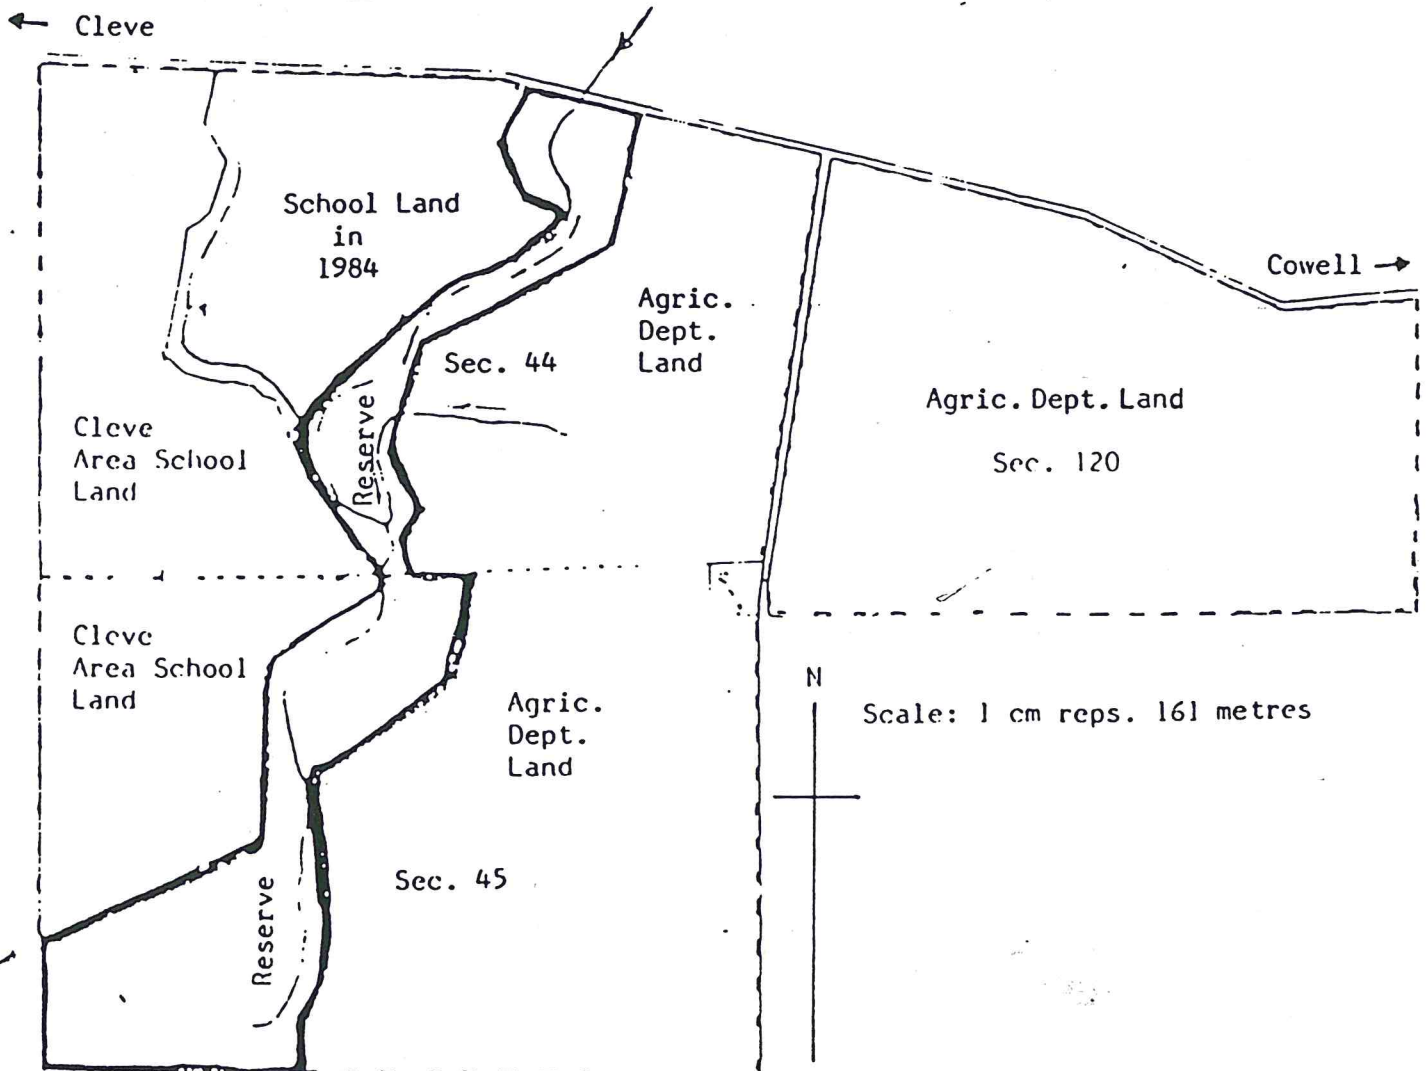 Cleve
School Land
in
1984
Cowell
Agric.
Dept.
Land
Sec. 44
Agric. Dept. Land
Sec. 120
Reserve
Cleve
Area School
Land
Cleve
Area School
Land
N
Scale: 1 cm reps. 161 metres
Agric.
Dept.
Land
Sec. 45
Reserve